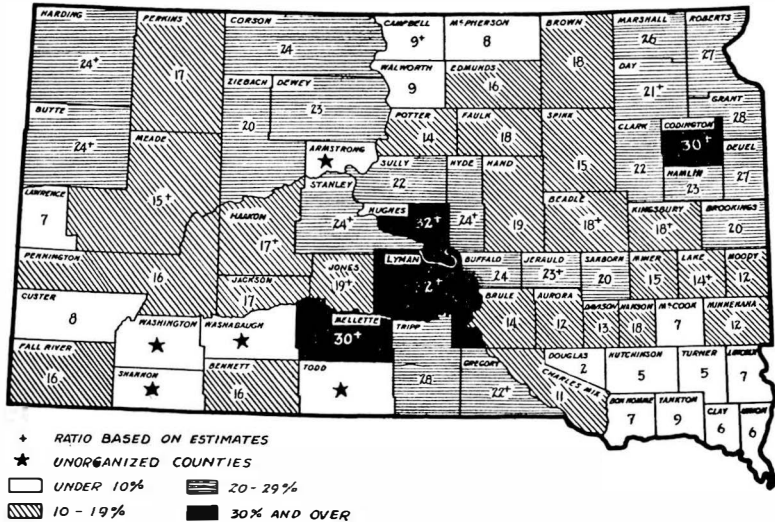 HARDING 24+
PERKINS 17
CORSON 24
CAMPBELL 9+
McPHERSON 8
BROWN 18
MARSHALL 26
ROBERTS 27
WALWORTH 9
EDMUNDS 16
DAY 21+
ZIEBACH 20
DEWEY 23
GRANT 28
BUTTE 24+
MEADE 15+
POTTER 14
FAULK 18
SPINK 15
CLARK 22
CODINGTON 30+
ARMSTRONG ★
DEUEL 27
SULLY 22
HYDE 24+
HAND 19
HAMLIN 23
STANLEY 24+
LAWRENCE 7
BEADLE 18+
KINGSBURY 18+
BROOKINGS 20
HAAKON 17+
HUGHES 32+
PENNINGTON 16
JACKSON 17
JONES 19+
LYMAN 2+
BUFFALO 24
JERAULD 23+
SANBORN 20
MINER 15
LAKE 14+
MOODY 12
CUSTER 8
WASHINGTON ★
WASHABAUGH ★
MELLETTE 30+
TRIPP 28
BRULE 14
AURORA 12
DAVISON 13
HANSON 18
McCOOK 7
MINNEHAHA 12
FALL RIVER 16
SHANNON ★
BENNETT 16
TODD ★
GREGORY 22+
CHARLES MIX 11
DOUGLAS 2
HUTCHINSON 5
TURNER 5
LINCOLN 7
BON HOMME 7
YANKTON 9
CLAY 6
UNION 6
+ RATIO BASED ON ESTIMATES
★ UNORGANIZED COUNTIES
UNDER 10% 20-29%
10-19% 30% AND OVER